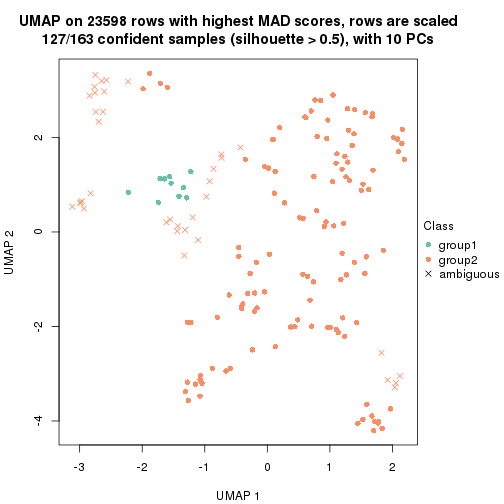 UMAP on 23598 rows with highest MAD scores, rows are scaled
127/163 confident samples (silhouette > 0.5), with 10 PCs
2
0
-2
-4
UMAP 2
-3
-2
-1
0
1
2
UMAP 1
Class
group1
group2
ambiguous